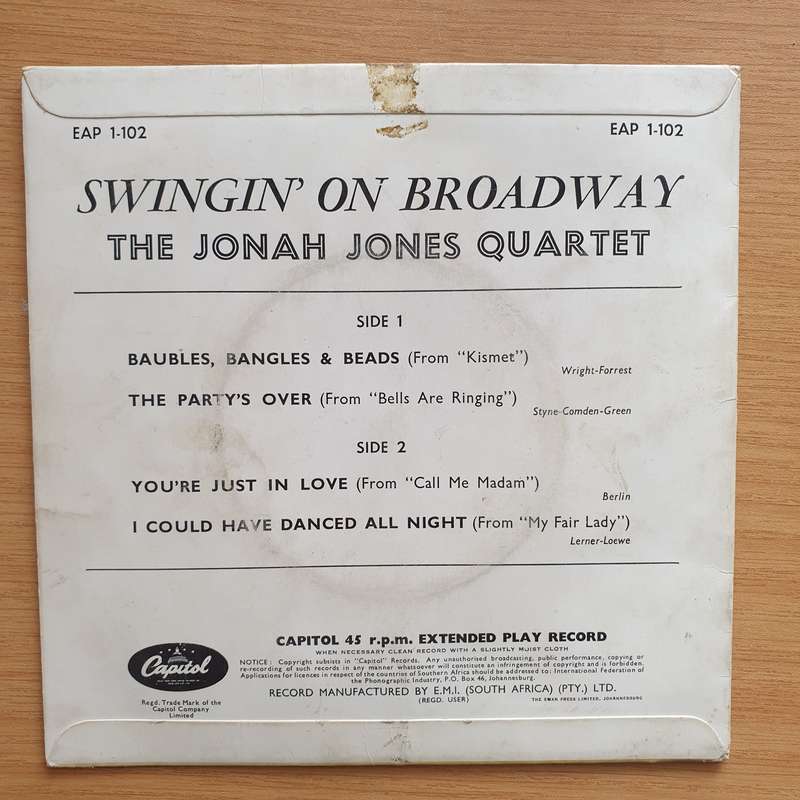 EAP 1-102 EAP 1-102
SWINGIN' ON BROADWAY
THE JONAH JONES QUARTET
SIDE 1
BAUBLES, BANGLES & BEADS (From "Kismet")
Wright-Forrest
THE PARTY'S OVER (From "Bells Are Ringing")
Styne-Comden-Green
SIDE 2
YOU'RE JUST IN LOVE (From "Call Me Madam")
Berlin
I COULD HAVE DANCED ALL NIGHT (From "My Fair Lady")
Lerner-Loewe
CAPITOL 45 r.p.m. EXTENDED PLAY RECORD
WHEN NECESSARY CLEAN RECORD WITH A SLIGHTLY MOIST CLOTH
NOTICE: Copyright subsists in "Capitol" Records. Any unauthorised broadcasting, public performance, copying or
re-recording of such records in any manner whatsoever will constitute an infringement of copyright and is forbidden.
Applications for licences in respect of the countries of Southern Africa should be addressed to: International Federation of
the Phonographic Industry, P.O. Box 46, Johannesburg.
RECORD MANUFACTURED BY E.M.I. (SOUTH AFRICA) (PTY.) LTD.
(REGD. USER) THE SWAN PRESS LIMITED, JOHANNESBURG
Capitol
Regd. Trade Mark of the
Capitol Company
Limited